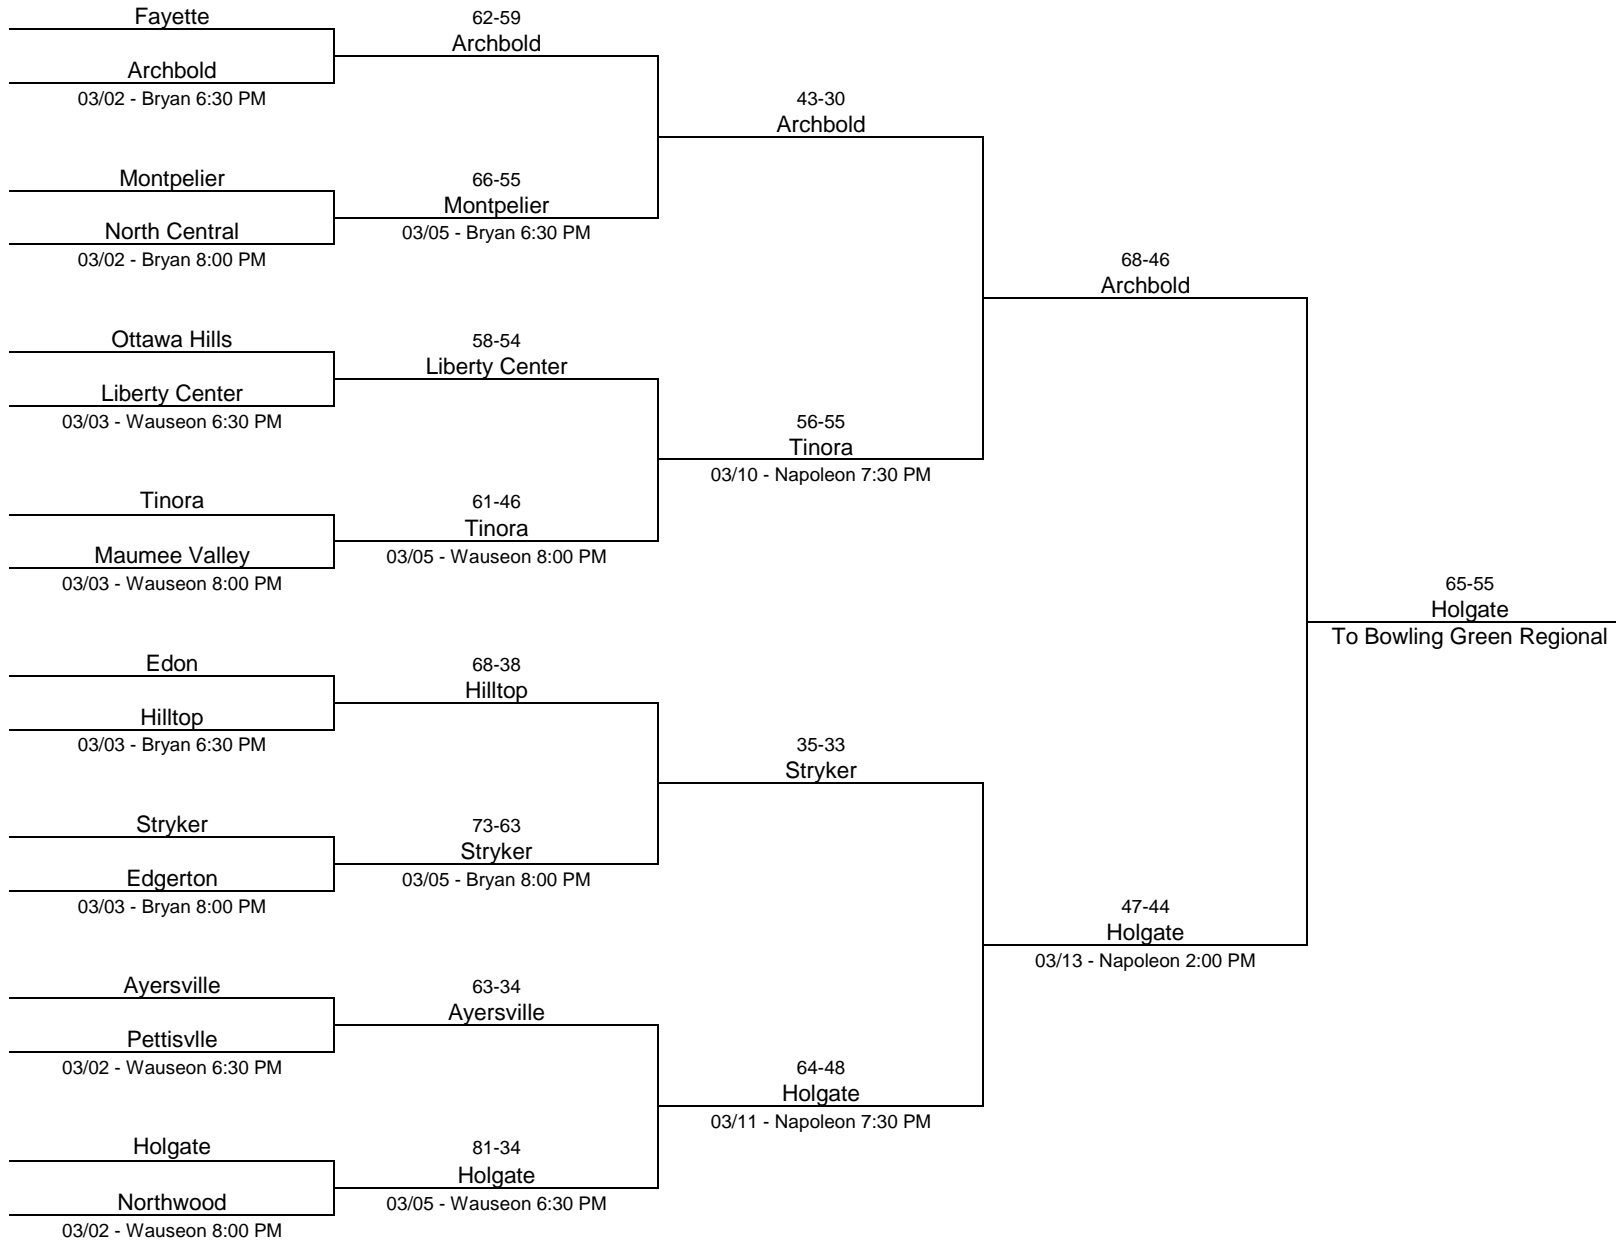 Fayette
Archbold
03/02 - Bryan 6:30 PM
Montpelier
North Central
03/02 - Bryan 8:00 PM
Ottawa Hills
Liberty Center
03/03 - Wauseon 6:30 PM
Tinora
Maumee Valley
03/03 - Wauseon 8:00 PM
Edon
Hilltop
03/03 - Bryan 6:30 PM
Stryker
Edgerton
03/03 - Bryan 8:00 PM
Ayersville
Pettisvlle
03/02 - Wauseon 6:30 PM
Holgate
Northwood
03/02 - Wauseon 8:00 PM
62-59
Archbold
66-55
Montpelier
03/05 - Bryan 6:30 PM
58-54
Liberty Center
61-46
Tinora
03/05 - Wauseon 8:00 PM
68-38
Hilltop
73-63
Stryker
03/05 - Bryan 8:00 PM
63-34
Ayersville
81-34
Holgate
03/05 - Wauseon 6:30 PM
43-30
Archbold
56-55
Tinora
03/10 - Napoleon 7:30 PM
35-33
Stryker
64-48
Holgate
03/11 - Napoleon 7:30 PM
68-46
Archbold
47-44
Holgate
03/13 - Napoleon 2:00 PM
65-55
Holgate
To Bowling Green Regional